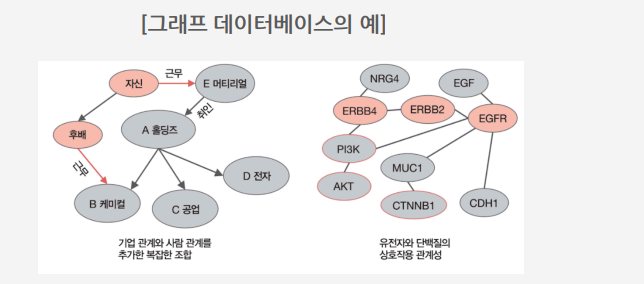 [그래프 데이터베이스의 예]
자신
근무
E 머티리얼
후배
A 홀딩즈
취인
근무
B 케미컬
C 공업
D 전자
기업 관계와 사람 관계를
추가한 복잡한 조합
NRG4
EGF
ERBB4
ERBB2
EGFR
PI3K
MUC1
AKT
CTNNB1
CDH1
유전자와 단백질의
상호작용 관계성